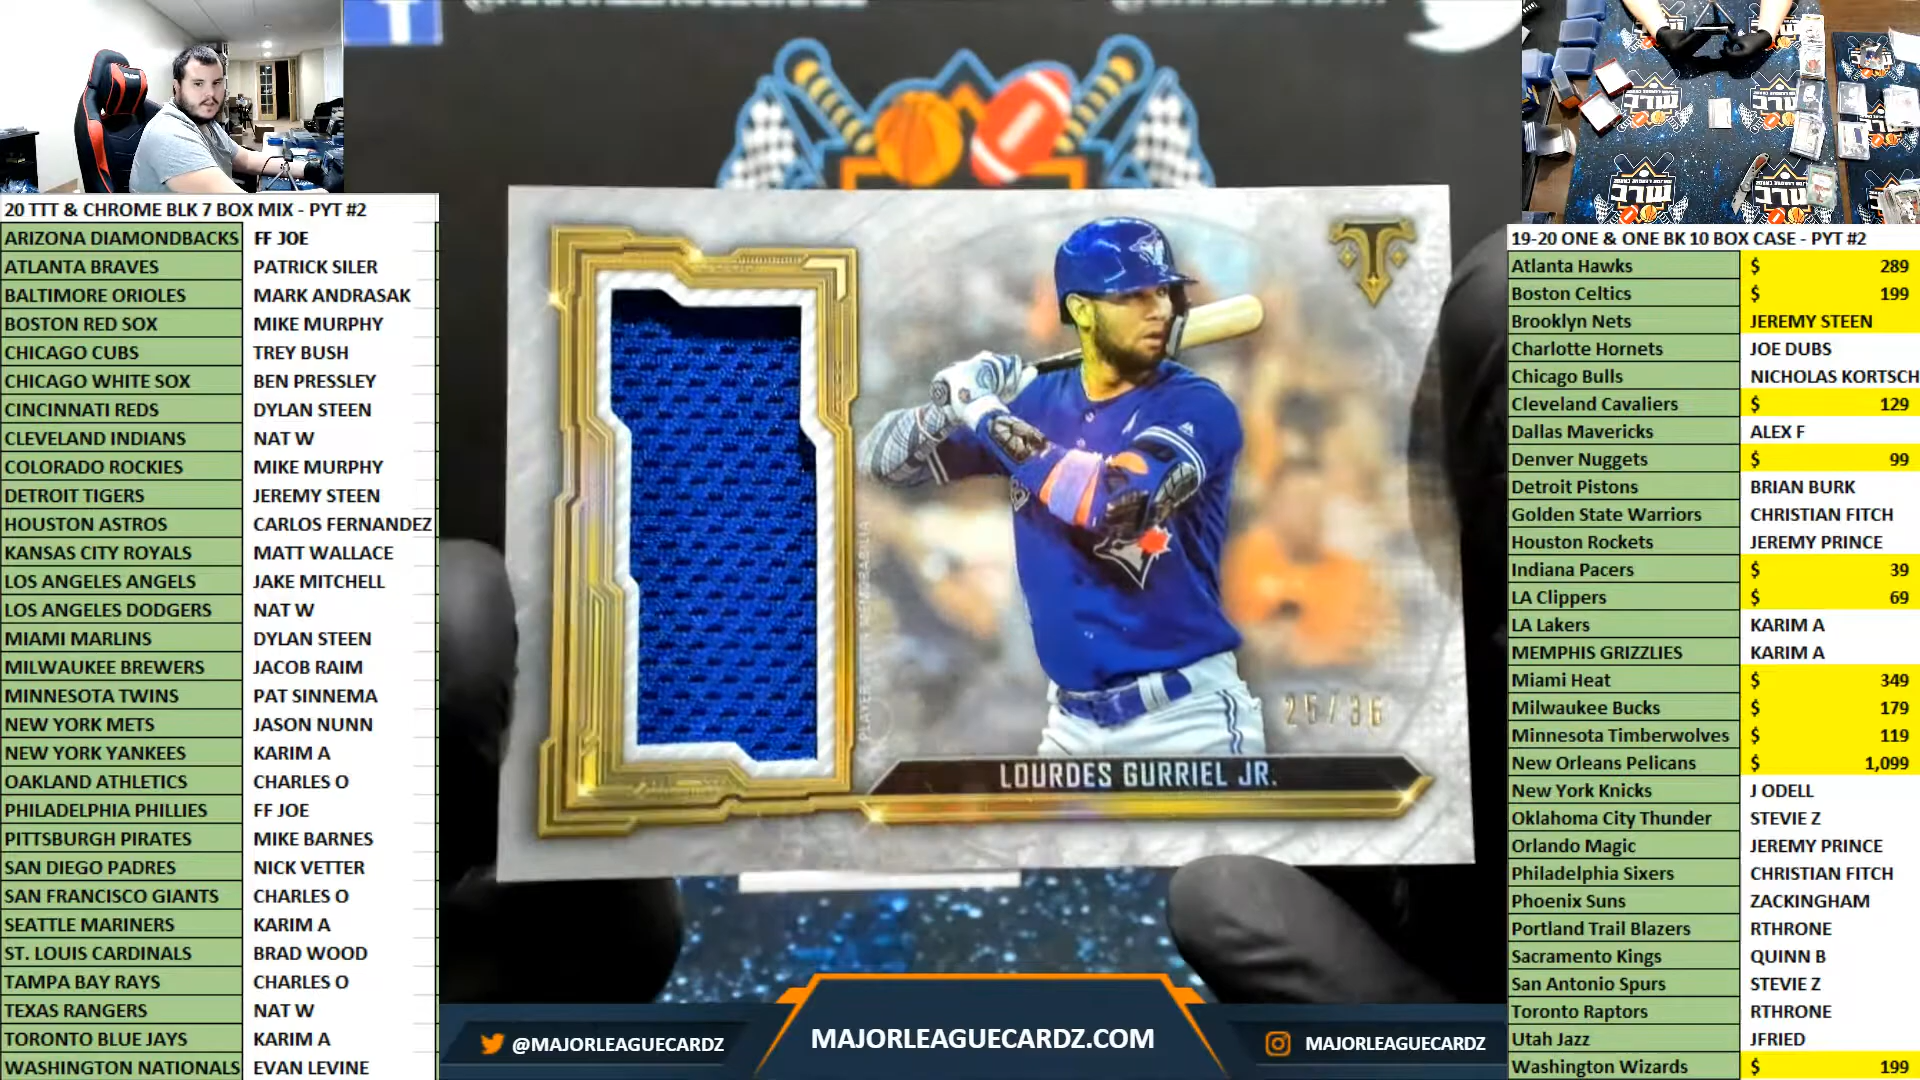 20 TTT & CHROME BLK 7 BOX MIX - PYT #2
ARIZONA DIAMONDBACKS FF JOE
ATLANTA BRAVES PATRICK SILER
BALTIMORE ORIOLES MARK ANDRASAK
BOSTON RED SOX MIKE MURPHY
CHICAGO CUBS TREY BUSH
CHICAGO WHITE SOX BEN PRESSLEY
CINCINNATI REDS DYLAN STEEN
CLEVELAND INDIANS NAT W
COLORADO ROCKIES MIKE MURPHY
DETROIT TIGERS JEREMY STEEN
HOUSTON ASTROS CARLOS FERNANDEZ
KANSAS CITY ROYALS MATT WALLACE
LOS ANGELES ANGELS JAKE MITCHELL
LOS ANGELES DODGERS NAT W
MIAMI MARLINS DYLAN STEEN
MILWAUKEE BREWERS JACOB RAIM
MINNESOTA TWINS PAT SINNEMA
NEW YORK METS JASON NUNN
NEW YORK YANKEES KARIM A
OAKLAND ATHLETICS CHARLES O
PHILADELPHIA PHILLIES FF JOE
PITTSBURGH PIRATES MIKE BARNES
SAN DIEGO PADRES NICK VETTER
SAN FRANCISCO GIANTS CHARLES O
SEATTLE MARINERS KARIM A
ST. LOUIS CARDINALS BRAD WOOD
TAMPA BAY RAYS CHARLES O
TEXAS RANGERS NAT W
TORONTO BLUE JAYS KARIM A
WASHINGTON NATIONALS EVAN LEVINE
25/36
LOURDES GURRIEL JR.
@MAJORLEAGUECARDZ
MAJORLEAGUECARDZ.COM
MAJORLEAGUECARDZ
19-20 ONE & ONE BK 10 BOX CASE - PYT #2
Atlanta Hawks $ 289
Boston Celtics $ 199
Brooklyn Nets JEREMY STEEN
Charlotte Hornets JOE DUBS
Chicago Bulls NICHOLAS KORTSCH
Cleveland Cavaliers $ 129
Dallas Mavericks ALEX F
Denver Nuggets $ 99
Detroit Pistons BRIAN BURK
Golden State Warriors CHRISTIAN FITCH
Houston Rockets JEREMY PRINCE
Indiana Pacers $ 39
LA Clippers $ 69
LA Lakers KARIM A
MEMPHIS GRIZZLIES KARIM A
Miami Heat $ 349
Milwaukee Bucks $ 179
Minnesota Timberwolves $ 119
New Orleans Pelicans $ 1,099
New York Knicks J ODELL
Oklahoma City Thunder STEVIE Z
Orlando Magic JEREMY PRINCE
Philadelphia Sixers CHRISTIAN FITCH
Phoenix Suns ZACKINGHAM
Portland Trail Blazers RTHRONE
Sacramento Kings QUINN B
San Antonio Spurs STEVIE Z
Toronto Raptors RTHRONE
Utah Jazz JFRIED
Washington Wizards $ 199